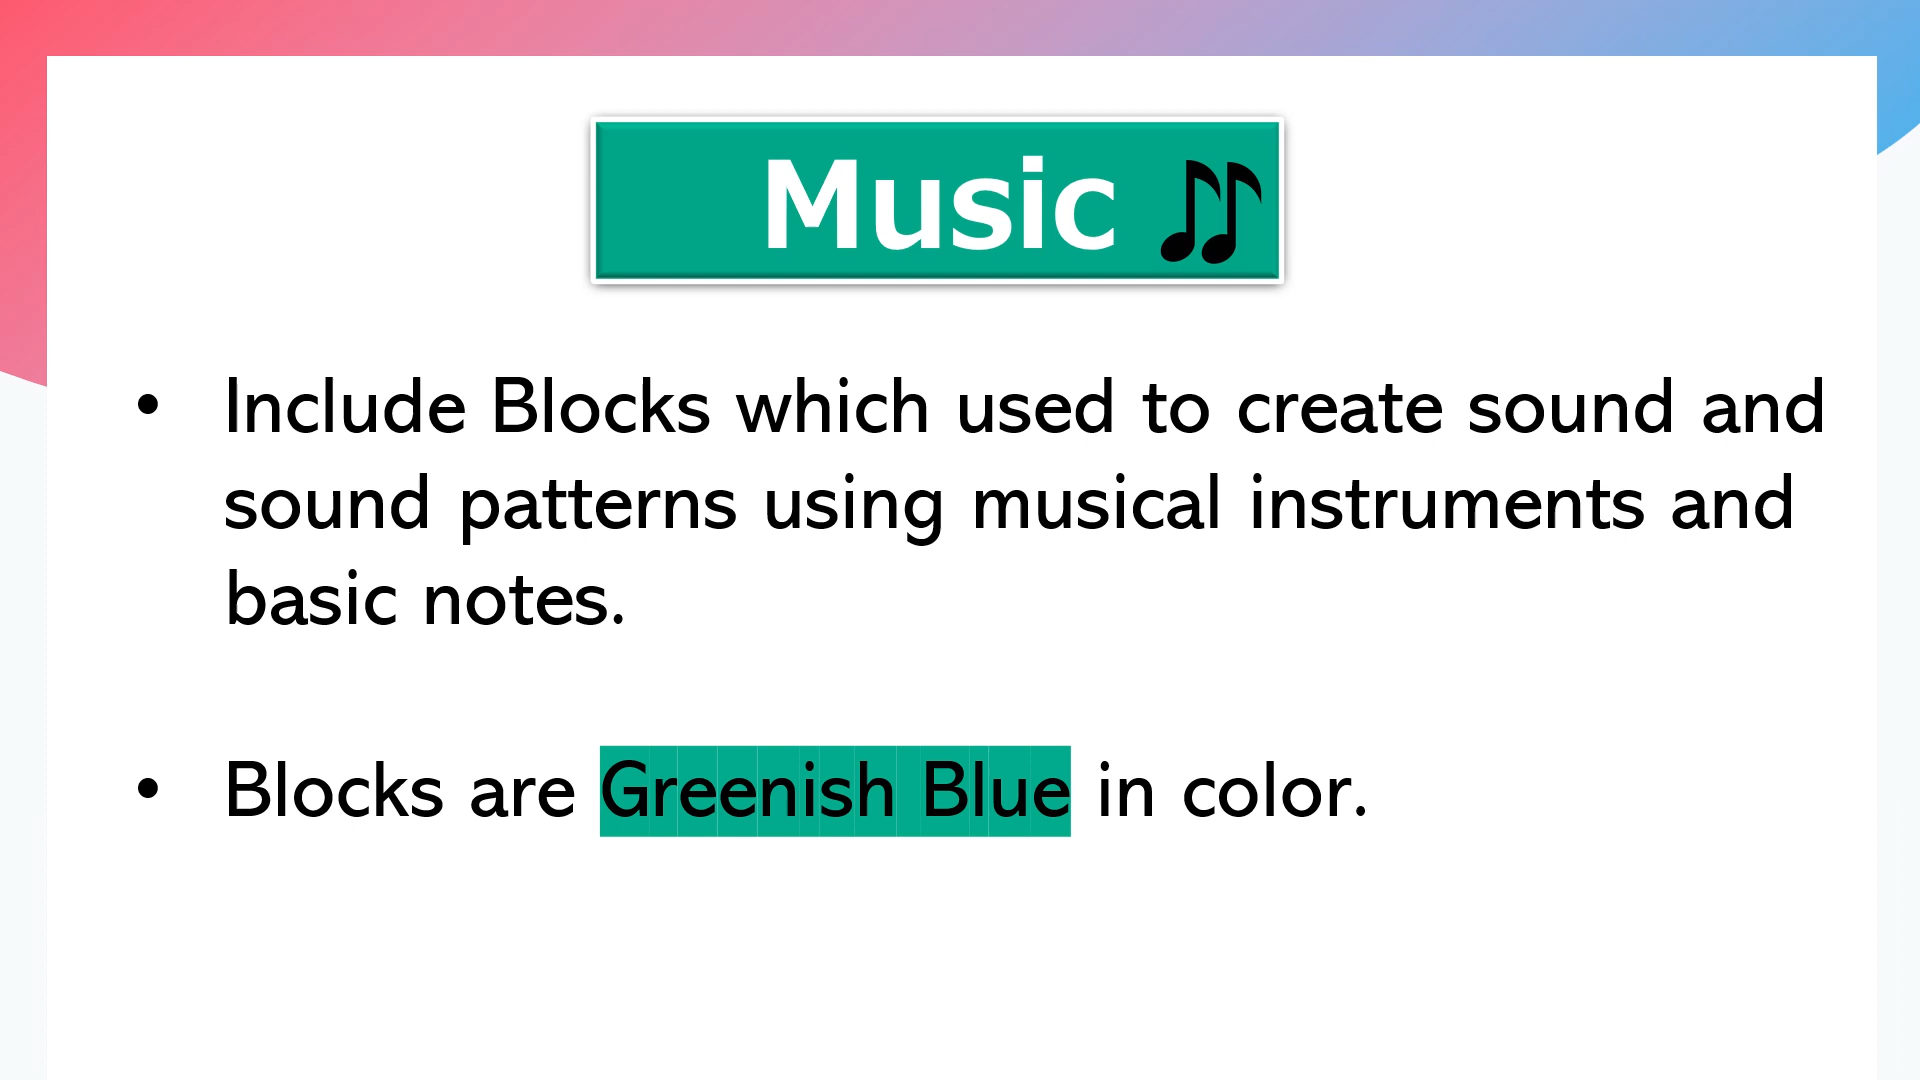 Music
• Include Blocks which used to create sound and
sound patterns using musical instruments and
basic notes.
• Blocks are Greenish Blue in color.